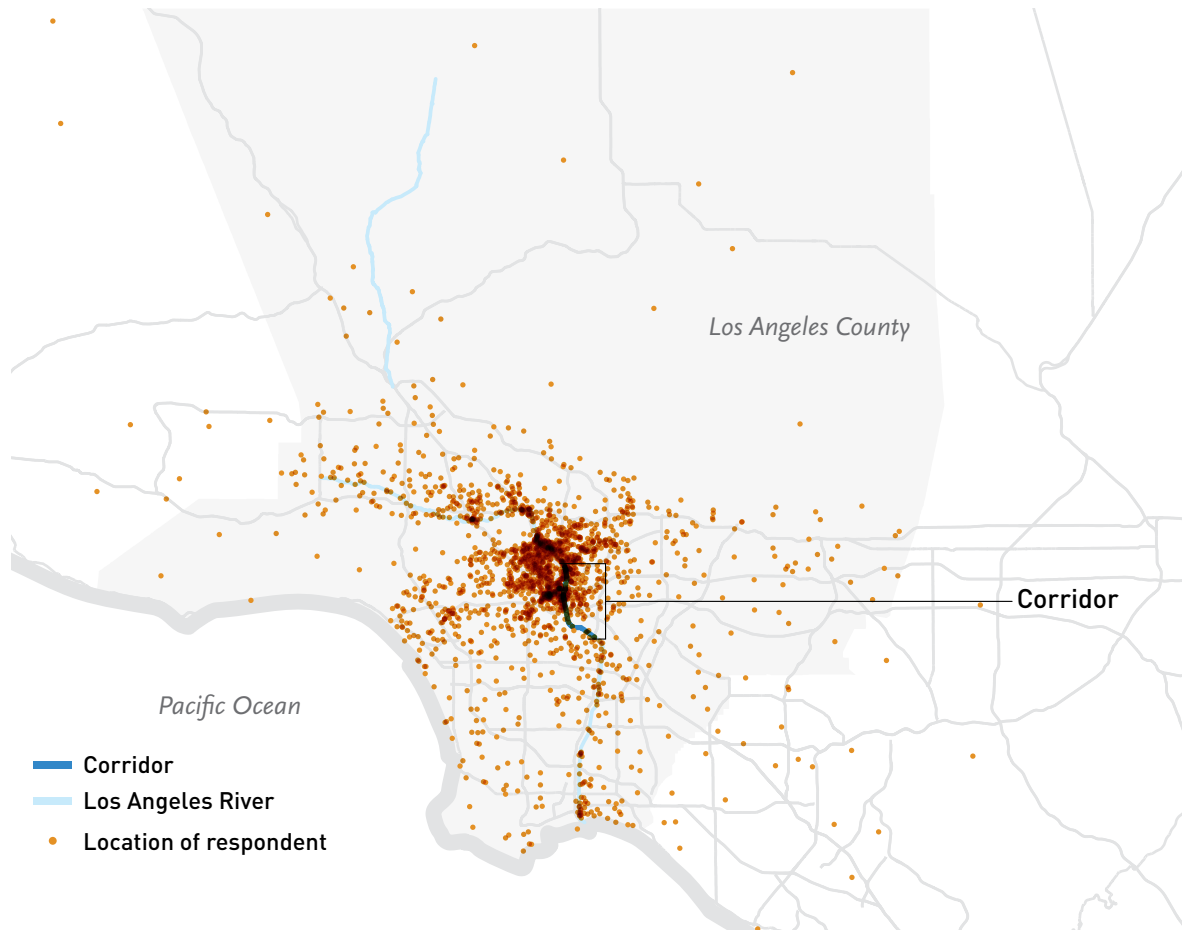 Los Angeles County
Corridor
Pacific Ocean
Corridor
Los Angeles River
Location of respondent